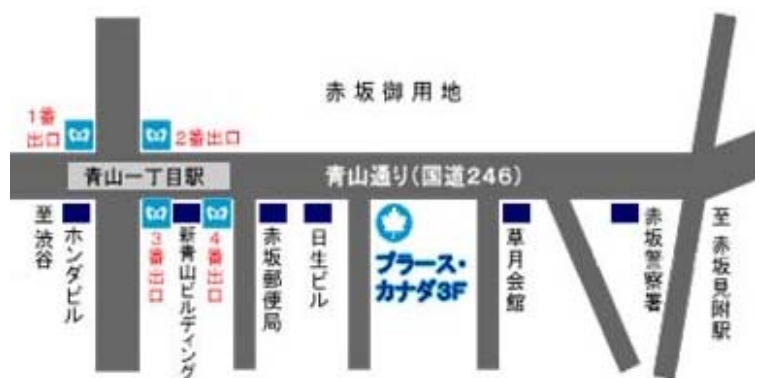 赤坂御用地
1番
出口
2番出口
青山一丁目駅
青山通り(国道246)
至渋谷
ホンダビル
3番出口
新青山ビルディング
4番出口
赤坂郵便局
日生ビル
プラース・
カナダ3F
草月会館
赤坂警察署
至 赤坂見附駅